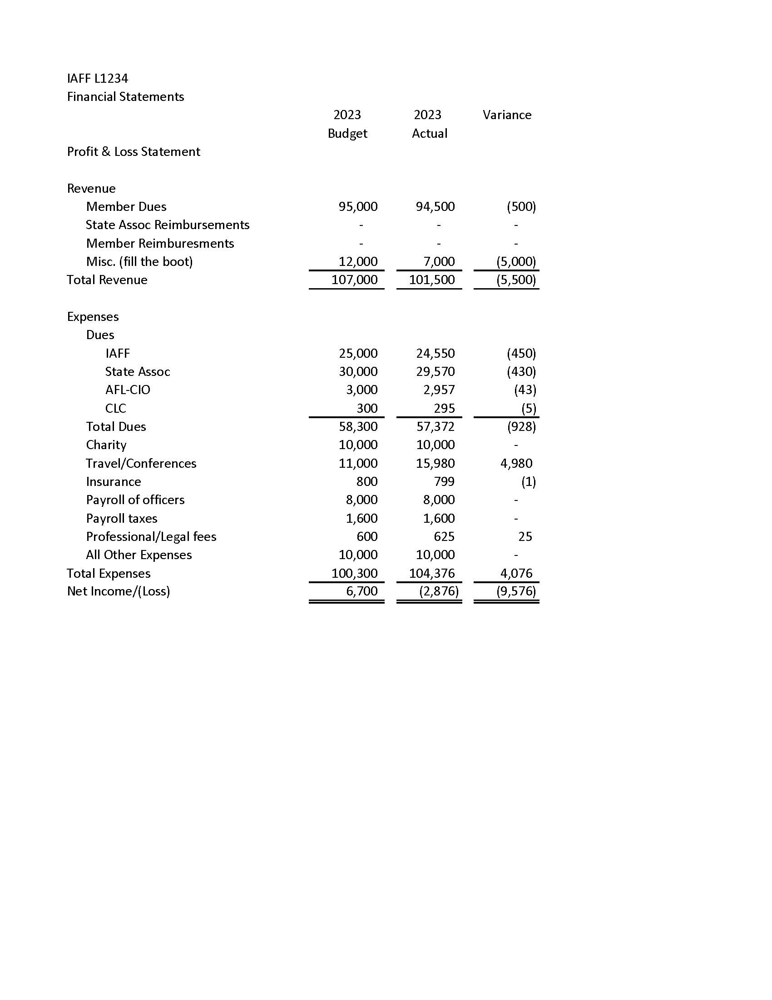 IAFF L1234
Financial Statements
2023 2023 Variance
Budget Actual
Profit & Loss Statement
Revenue
Member Dues 95,000 94,500 (500)
State Assoc Reimbursements - - -
Member Reimburesments - - -
Misc. (fill the boot) 12,000 7,000 (5,000)
Total Revenue 107,000 101,500 (5,500)
Expenses
Dues
IAFF 25,000 24,550 (450)
State Assoc 30,000 29,570 (430)
AFL-CIO 3,000 2,957 (43)
CLC 300 295 (5)
Total Dues 58,300 57,372 (928)
Charity 10,000 10,000 -
Travel/Conferences 11,000 15,980 4,980
Insurance 800 799 (1)
Payroll of officers 8,000 8,000 -
Payroll taxes 1,600 1,600 -
Professional/Legal fees 600 625 25
All Other Expenses 10,000 10,000 -
Total Expenses 100,300 104,376 4,076
Net Income/(Loss) 6,700 (2,876) (9,576)